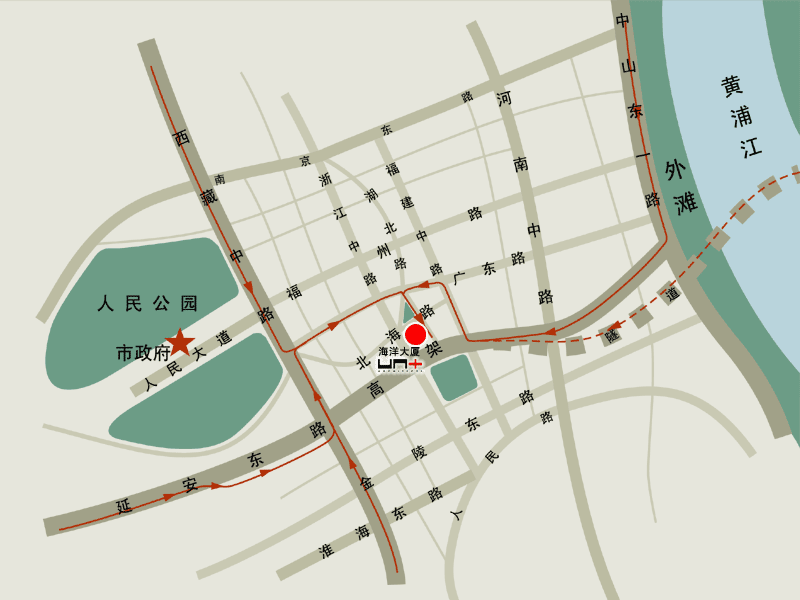 中山东一路
黄浦江
外滩
西藏中路
南京东路
河南中路
浙江中路
湖北路
福建中路
福州路
广东路
人民公园
市政府
人民大道
北海路
海洋大厦
延安东路高架
隧道
金陵东路
人民路
淮海东路